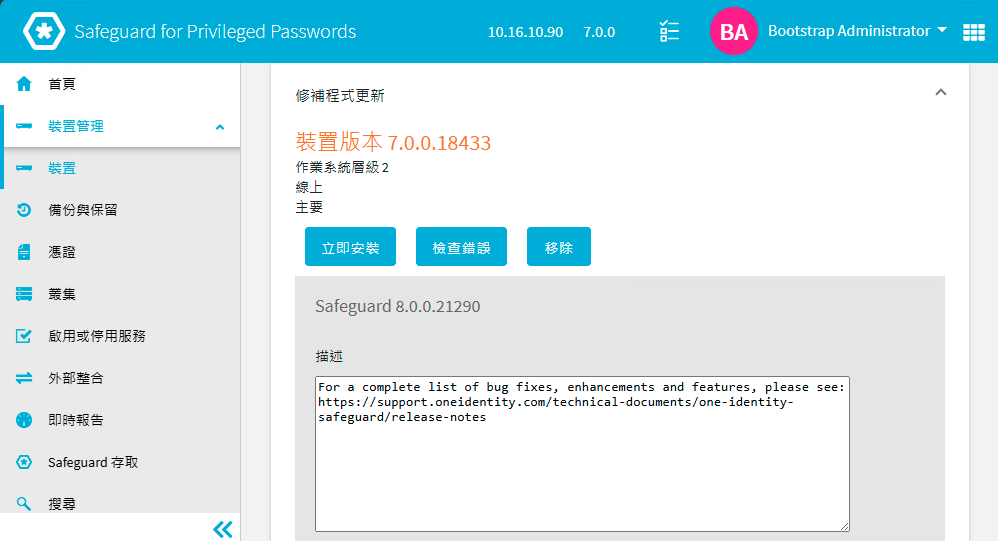 Safeguard for Privileged Passwords
10.16.10.90
7.0.0
BA
Bootstrap Administrator
首頁
裝置管理
裝置
備份與保留
憑證
叢集
啟用或停用服務
外部整合
即時報告
Safeguard 存取
搜尋
修補程式更新
裝置版本 7.0.0.18433
作業系統層級 2
線上
主要
立即安裝
檢查錯誤
移除
Safeguard 8.0.0.21290
描述
For a complete list of bug fixes, enhancements and features, please see:
https://support.oneidentity.com/technical-documents/one-identity-
safeguard/release-notes